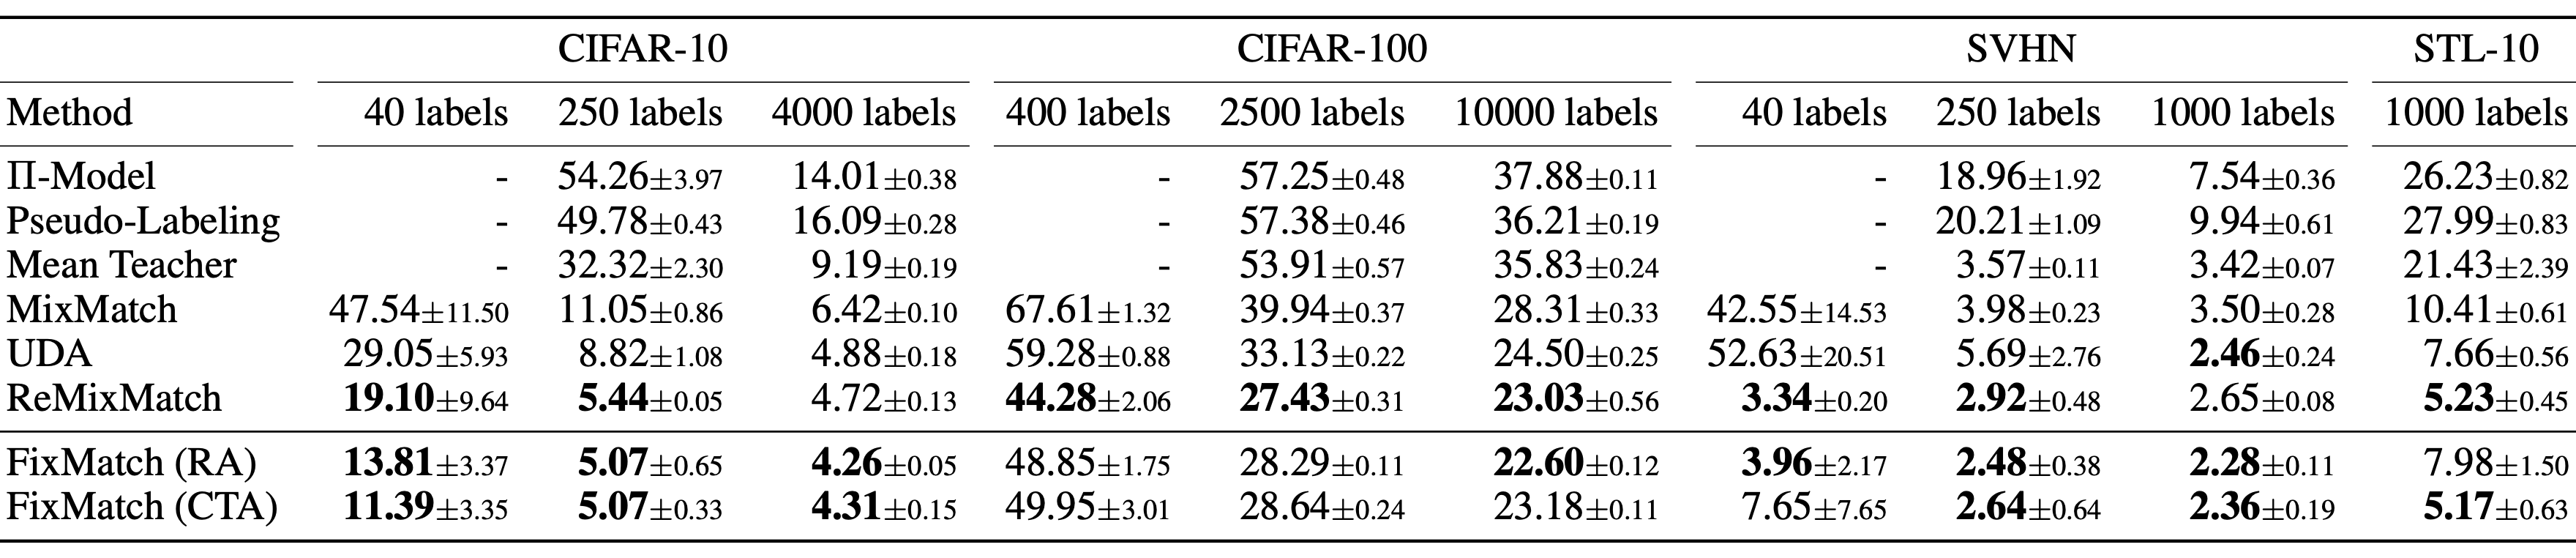 CIFAR-10 CIFAR-100 SVHN STL-10
Method 40 labels 250 labels 4000 labels 400 labels 2500 labels 10000 labels 40 labels 250 labels 1000 labels 1000 labels
Π-Model - 54.26±3.97 14.01±0.38 - 57.25±0.48 37.88±0.11 - 18.96±1.92 7.54±0.36 26.23±0.82
Pseudo-Labeling - 49.78±0.43 16.09±0.28 - 57.38±0.46 36.21±0.19 - 20.21±1.09 9.94±0.61 27.99±0.83
Mean Teacher - 32.32±2.30 9.19±0.19 - 53.91±0.57 35.83±0.24 - 3.57±0.11 3.42±0.07 21.43±2.39
MixMatch 47.54±11.50 11.05±0.86 6.42±0.10 67.61±1.32 39.94±0.37 28.31±0.33 42.55±14.53 3.98±0.23 3.50±0.28 10.41±0.61
UDA 29.05±5.93 8.82±1.08 4.88±0.18 59.28±0.88 33.13±0.22 24.50±0.25 52.63±20.51 5.69±2.76 2.46±0.24 7.66±0.56
ReMixMatch 19.10±9.64 5.44±0.05 4.72±0.13 44.28±2.06 27.43±0.31 23.03±0.56 3.34±0.20 2.92±0.48 2.65±0.08 5.23±0.45
FixMatch (RA) 13.81±3.37 5.07±0.65 4.26±0.05 48.85±1.75 28.29±0.11 22.60±0.12 3.96±2.17 2.48±0.38 2.28±0.11 7.98±1.50
FixMatch (CTA) 11.39±3.35 5.07±0.33 4.31±0.15 49.95±3.01 28.64±0.24 23.18±0.11 7.65±7.65 2.64±0.64 2.36±0.19 5.17±0.63